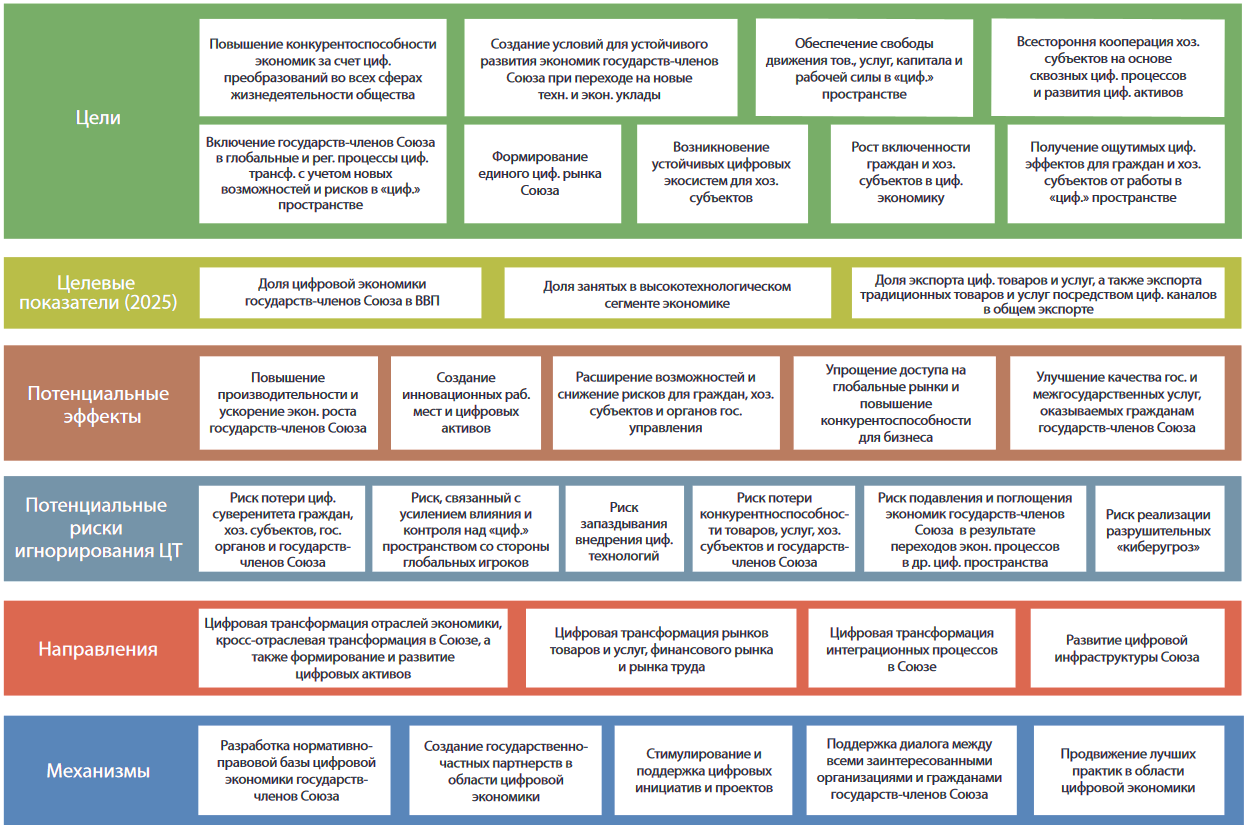 Цели
Повышение конкурентоспособности
экономик за счет циф.
преобразований во всех сферах
жизнедеятельности общества
Создание условий для устойчивого
развития экономик государств-членов
Союза при переходе на новые
техн. и экон. уклады
Обеспечение свободы
движения тов., услуг, капитала и
рабочей силы в «циф.»
пространстве
Всестороння кооперация хоз.
субъектов на основе
сквозных циф. процессов
и развития циф. активов
Включение государств-членов Союза
в глобальные и рег. процессы циф.
трансф. с учетом новых
возможностей и рисков в «циф.»
пространстве
Формирование
единого циф. рынка
Союза
Возникновение
устойчивых цифровых
экосистем для хоз.
субъектов
Рост включенности
граждан и хоз.
субъектов в циф.
экономику
Получение ощутимых циф.
эффектов для граждан и хоз.
субъектов от работы в
«циф.» пространстве
Целевые
показатели (2025)
Доля цифровой экономики
государств-членов Союза в ВВП
Доля занятых в высокотехнологическом
сегменте экономике
Доля экспорта циф. товаров и услуг, а также экспорта
традиционных товаров и услуг посредством циф. каналов
в общем экспорте
Потенциальные
эффекты
Повышение
производительности и
ускорение экон. роста
государств-членов Союза
Создание
инновационных раб.
мест и цифровых
активов
Расширение возможностей и
снижение рисков для граждан, хоз.
субъектов и органов гос.
управления
Упрощение доступа на
глобальные рынки и
повышение
конкурентоспособности
для бизнеса
Улучшение качества гос. и
межгосударственных услуг,
оказываемых гражданам
государств-членов Союза
Потенциальные
риски
игнорирования ЦТ
Риск потери циф.
суверенитета граждан,
хоз. субъектов, гос.
органов и государств-
членов Союза
Риск, связанный с
усилением влияния и
контроля над «циф.»
пространством со стороны
глобальных игроков
Риск
запаздывания
внедрения циф.
технологий
Риск потери
конкурентноспособнос-
ти товаров, услуг, хоз.
субъектов и государств-
членов Союза
Риск подавления и поглощения
экономик государств-членов
Союза в результате
переходов экон. процессов
в др. циф. пространства
Риск реализации
разрушительных
«киберугроз»
Направления
Цифровая трансформация отраслей экономики,
кросс-отраслевая трансформация в Союзе, а
также формирование и развитие
цифровых активов
Цифровая трансформация рынков
товаров и услуг, финансового рынка
и рынка труда
Цифровая трансформация
интеграционных процессов
в Союзе
Развитие цифровой
инфраструктуры Союза
Механизмы
Разработка нормативно-
правовой базы цифровой
экономики государств-
членов Союза
Создание государственно-
частных партнерств в
области цифровой
экономики
Стимулирование и
поддержка цифровых
инициатив и проектов
Поддержка диалога между
всеми заинтересованными
организациями и гражданами
государств-членов Союза
Продвижение лучших
практик в области
цифровой экономики